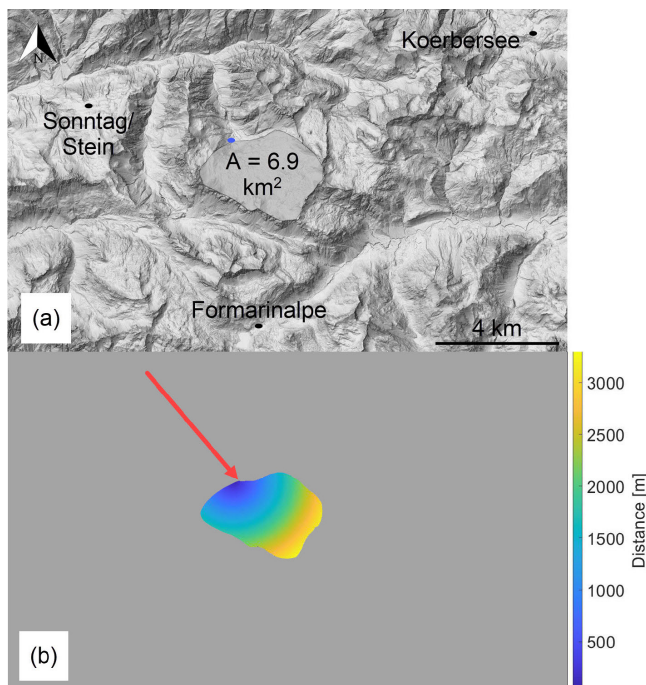 N
Koerbersee
Sonntag/
Stein
A = 6.9
km²
Formarinalpe
(a)
4 km
3000
2500
2000
1500
1000
500
Distance [m]
(b)